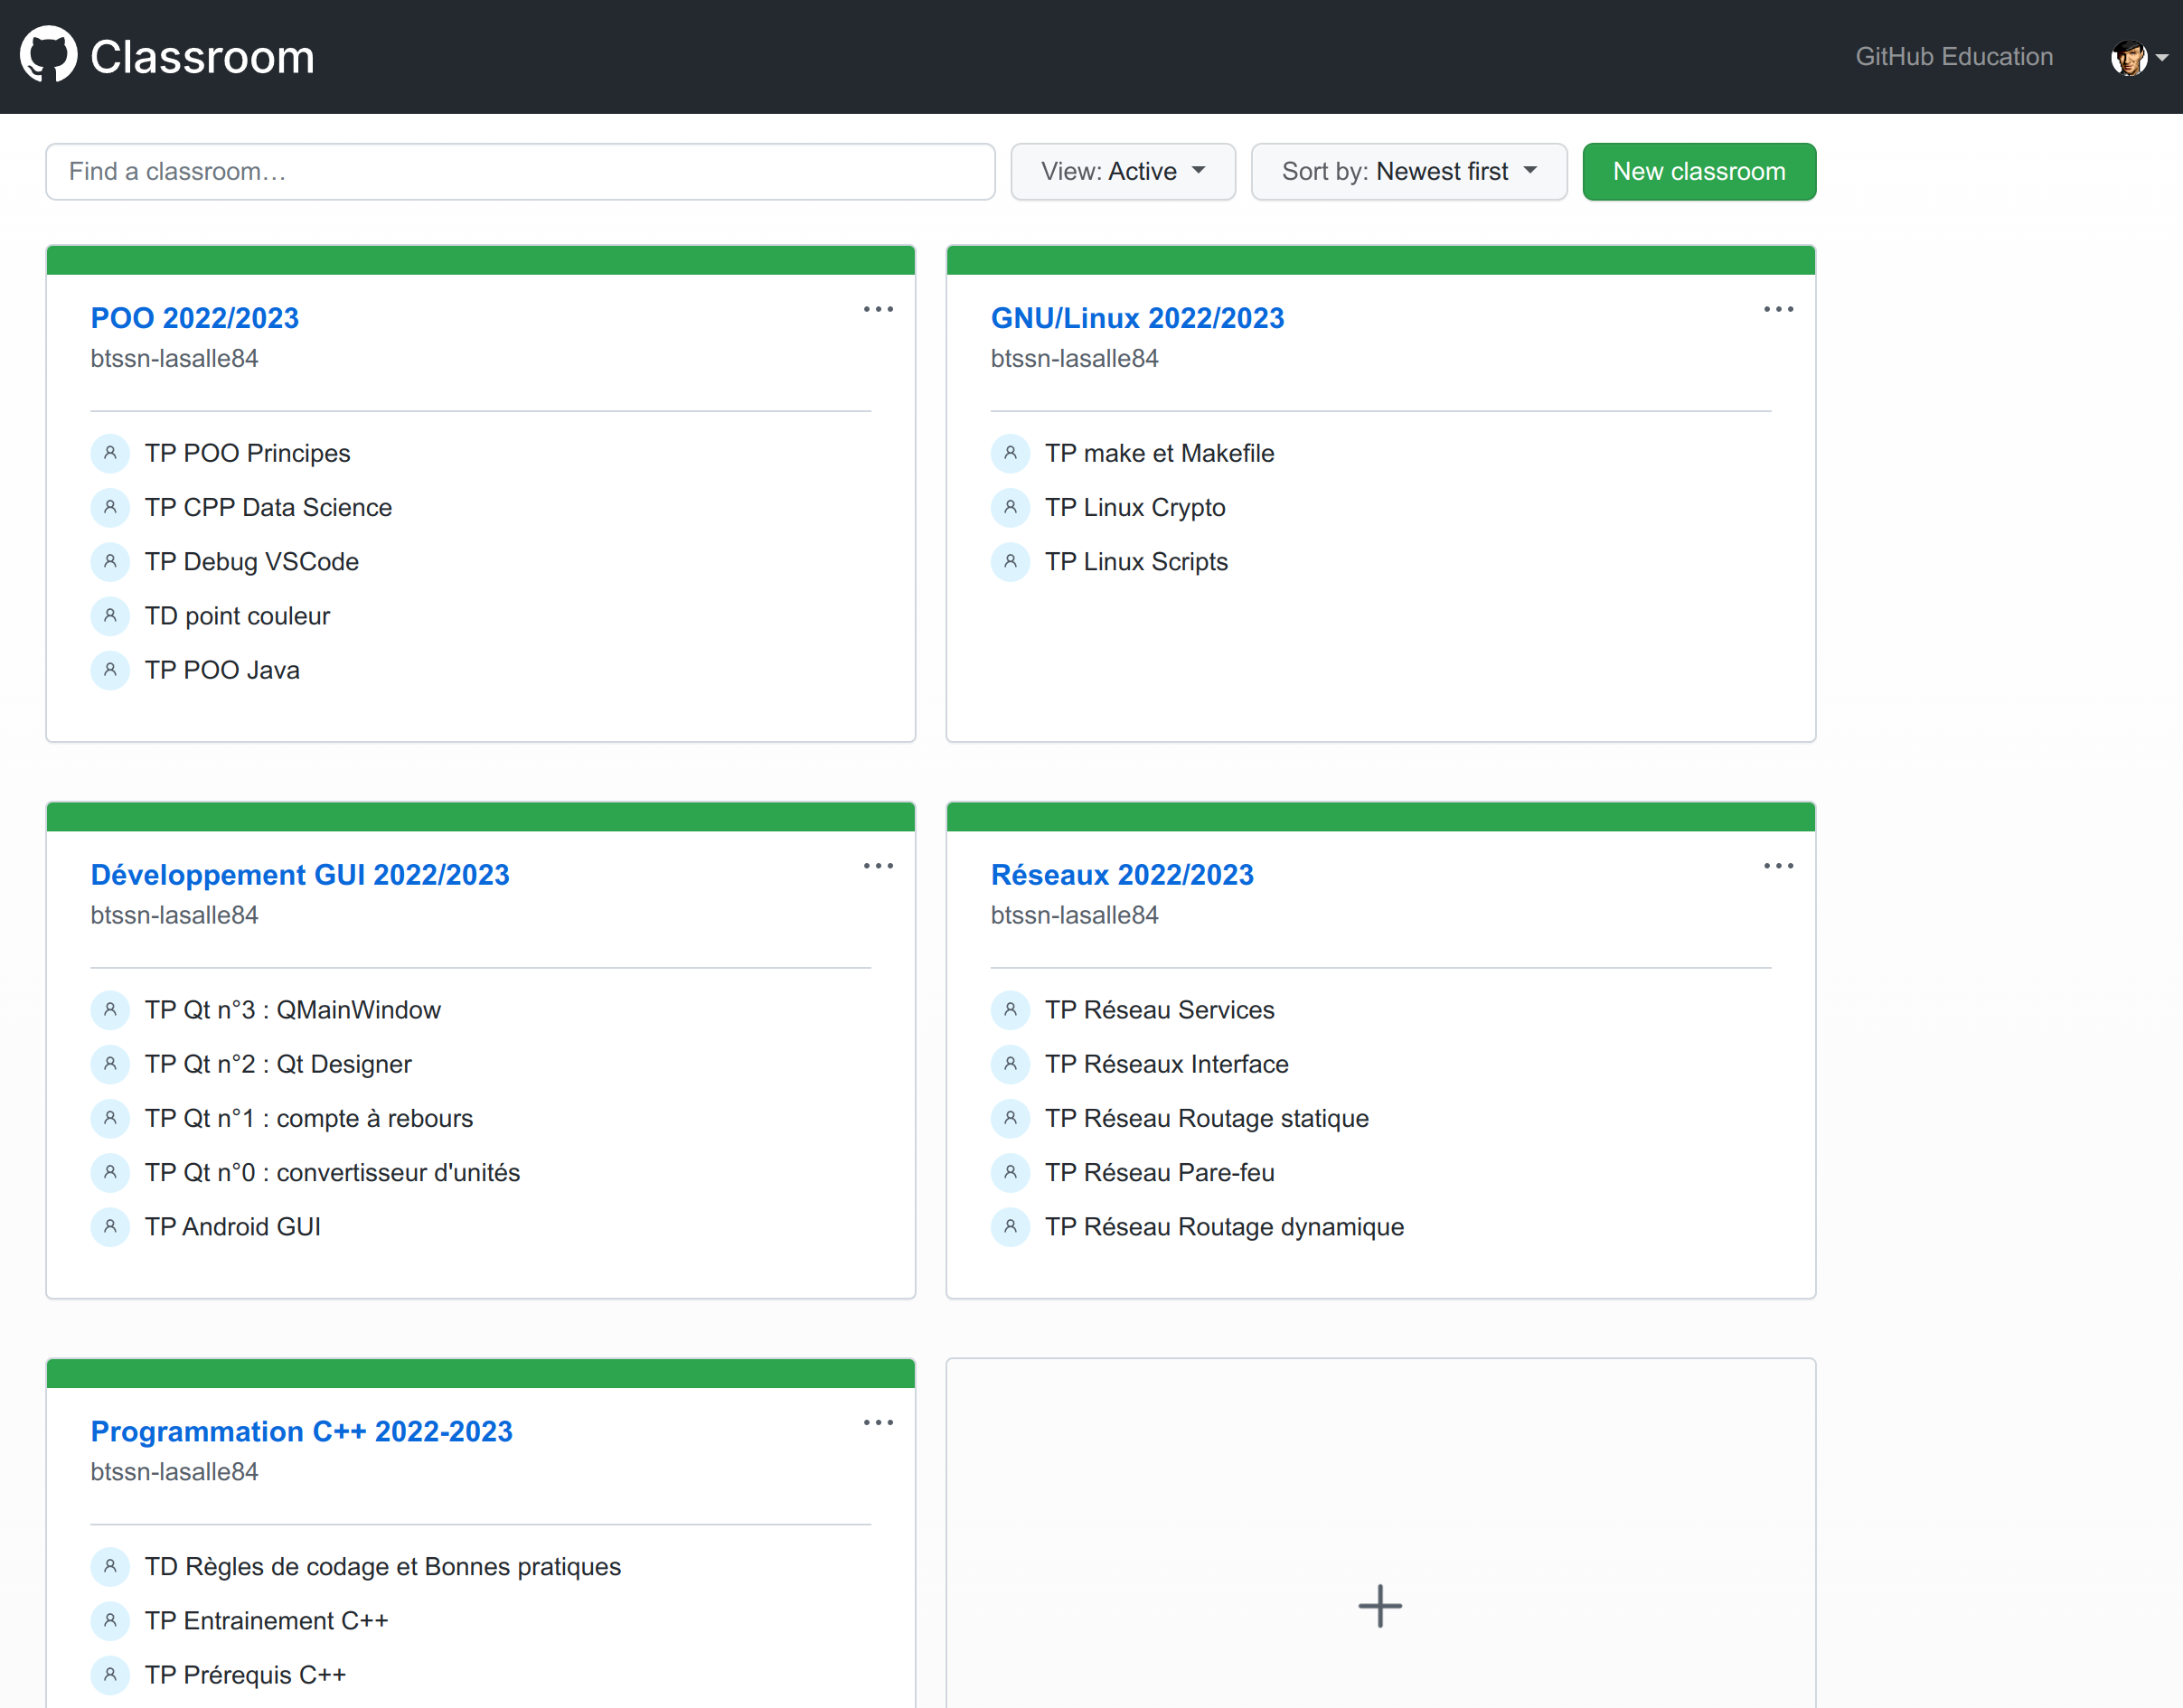 Classroom
GitHub Education
Find a classroom…
View: Active
Sort by: Newest first
New classroom
POO 2022/2023
btssn-lasalle84
TP POO Principes
TP CPP Data Science
TP Debug VSCode
TD point couleur
TP POO Java
GNU/Linux 2022/2023
btssn-lasalle84
TP make et Makefile
TP Linux Crypto
TP Linux Scripts
Développement GUI 2022/2023
btssn-lasalle84
TP Qt n°3 : QMainWindow
TP Qt n°2 : Qt Designer
TP Qt n°1 : compte à rebours
TP Qt n°0 : convertisseur d'unités
TP Android GUI
Réseaux 2022/2023
btssn-lasalle84
TP Réseau Services
TP Réseaux Interface
TP Réseau Routage statique
TP Réseau Pare-feu
TP Réseau Routage dynamique
Programmation C++ 2022-2023
btssn-lasalle84
TD Règles de codage et Bonnes pratiques
TP Entrainement C++
TP Prérequis C++